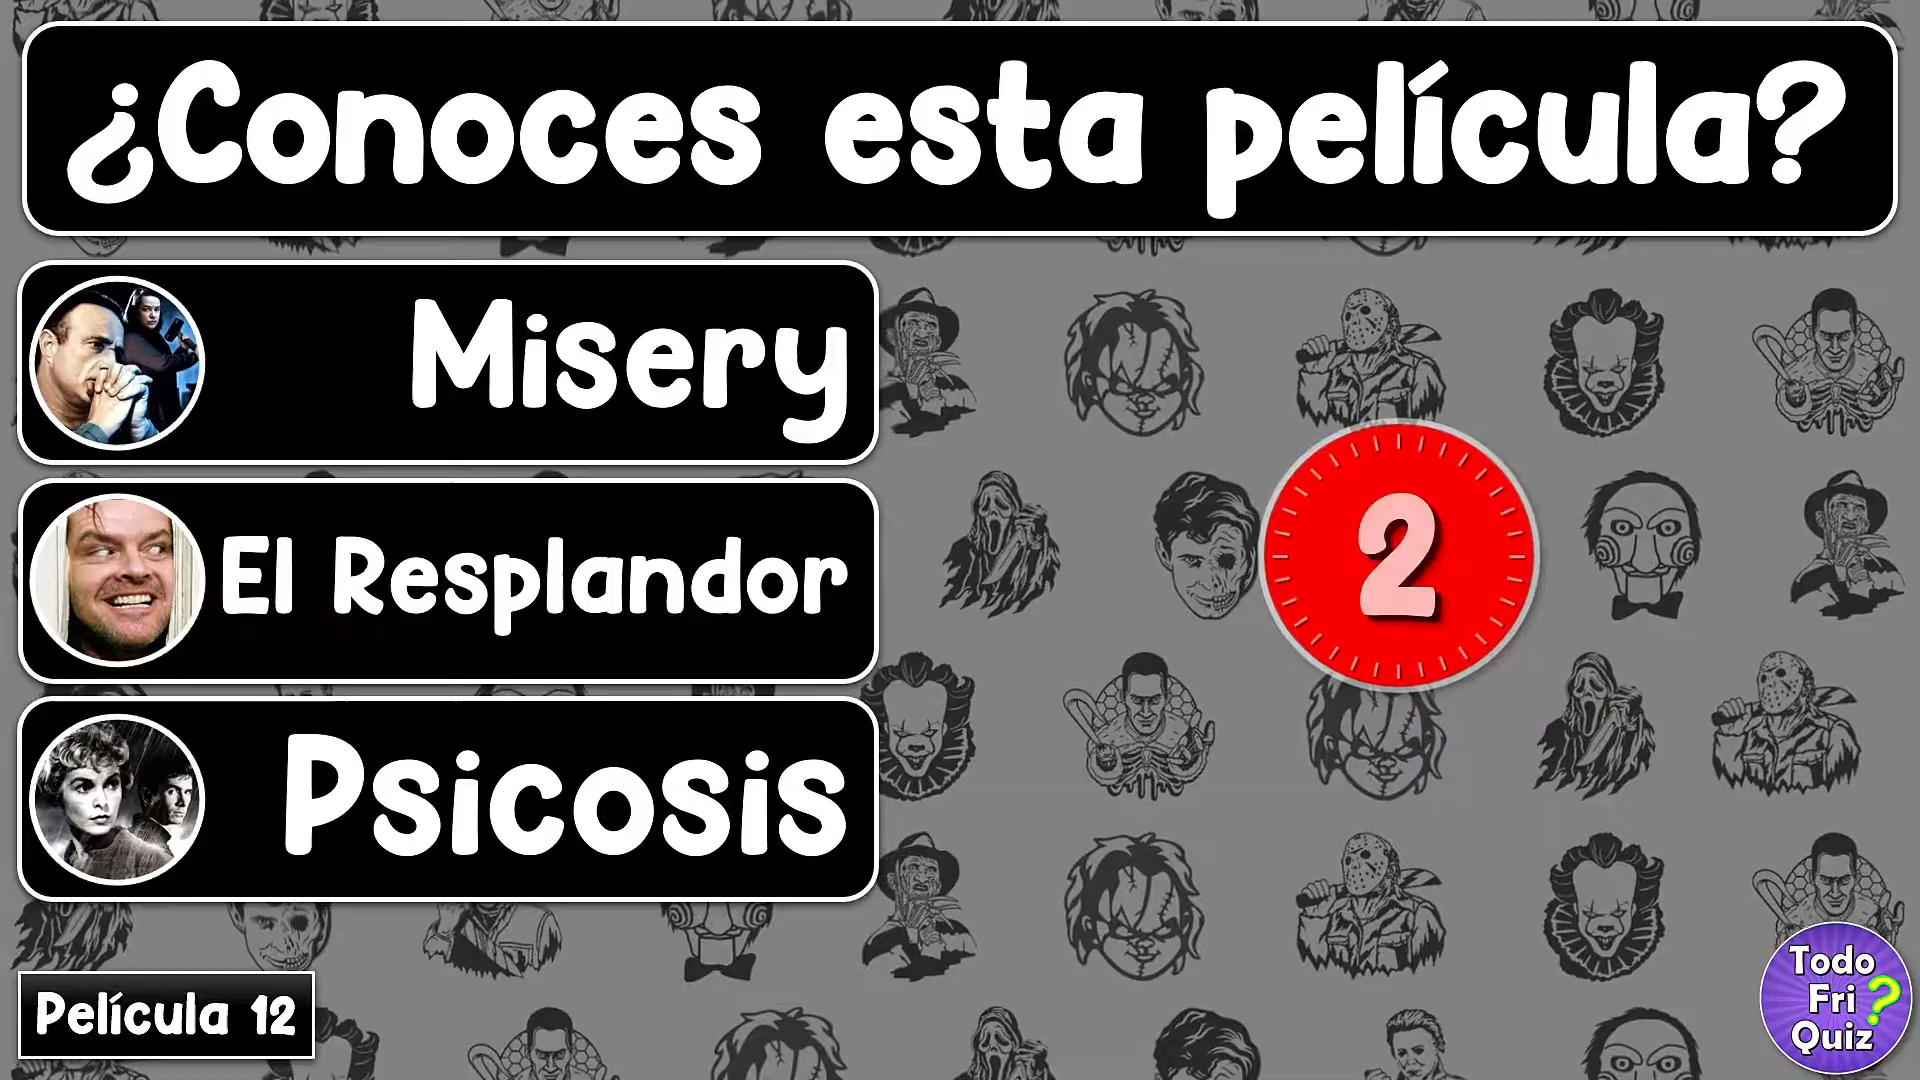 ¿Conoces esta película?
Misery
El Resplandor
2
Psicosis
Película 12
Todo
Fri
Quiz
?